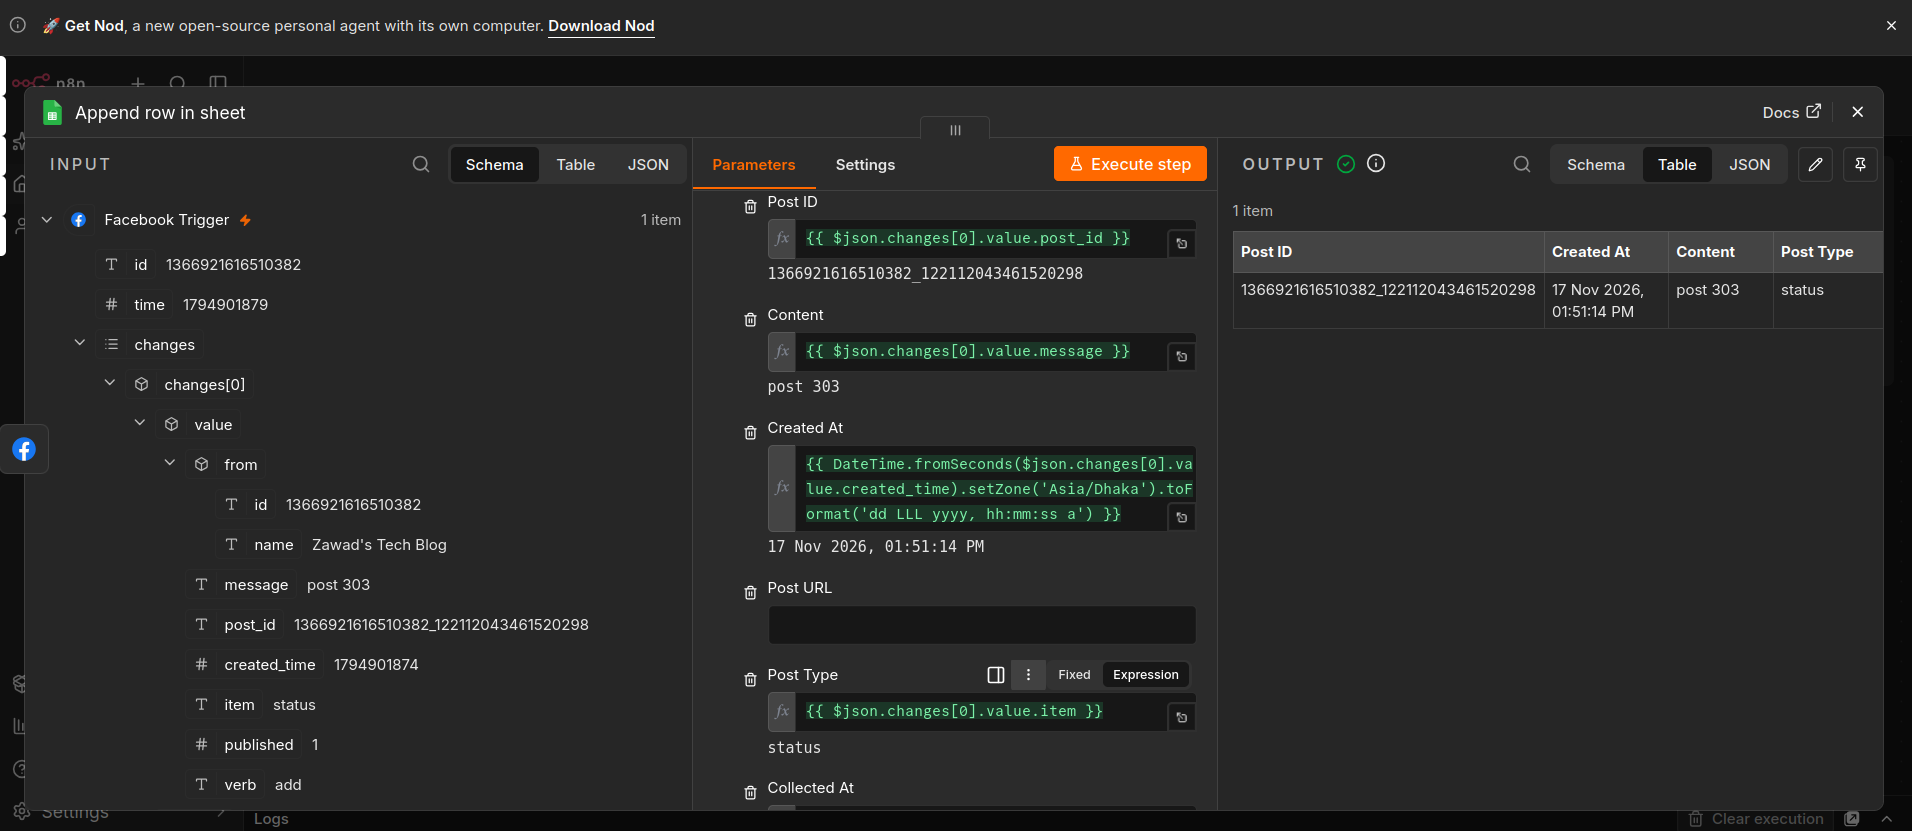 🚀 Get Nod, a new open-source personal agent with its own computer. Download Nod
n8n
Append row in sheet
Docs
INPUT
Schema
Table
JSON
Facebook Trigger
1 item
id 1366921616510382
time 1794901879
changes
changes[0]
value
from
id 1366921616510382
name Zawad's Tech Blog
message post 303
post_id 1366921616510382_122112043461520298
created_time 1794901874
item status
published 1
verb add
Parameters
Settings
Execute step
Post ID
fx {{ $json.changes[0].value.post_id }}
1366921616510382_122112043461520298
Content
fx {{ $json.changes[0].value.message }}
post 303
Created At
fx {{ DateTime.fromSeconds($json.changes[0].va
lue.created_time).setZone('Asia/Dhaka').toF
ormat('dd LLL yyyy, hh:mm:ss a') }}
17 Nov 2026, 01:51:14 PM
Post URL
Post Type
Fixed
Expression
fx {{ $json.changes[0].value.item }}
status
Collected At
OUTPUT
Schema
Table
JSON
1 item
Post ID Created At Content Post Type
1366921616510382_122112043461520298 17 Nov 2026, post 303 status
01:51:14 PM
Settings
Logs
Clear execution